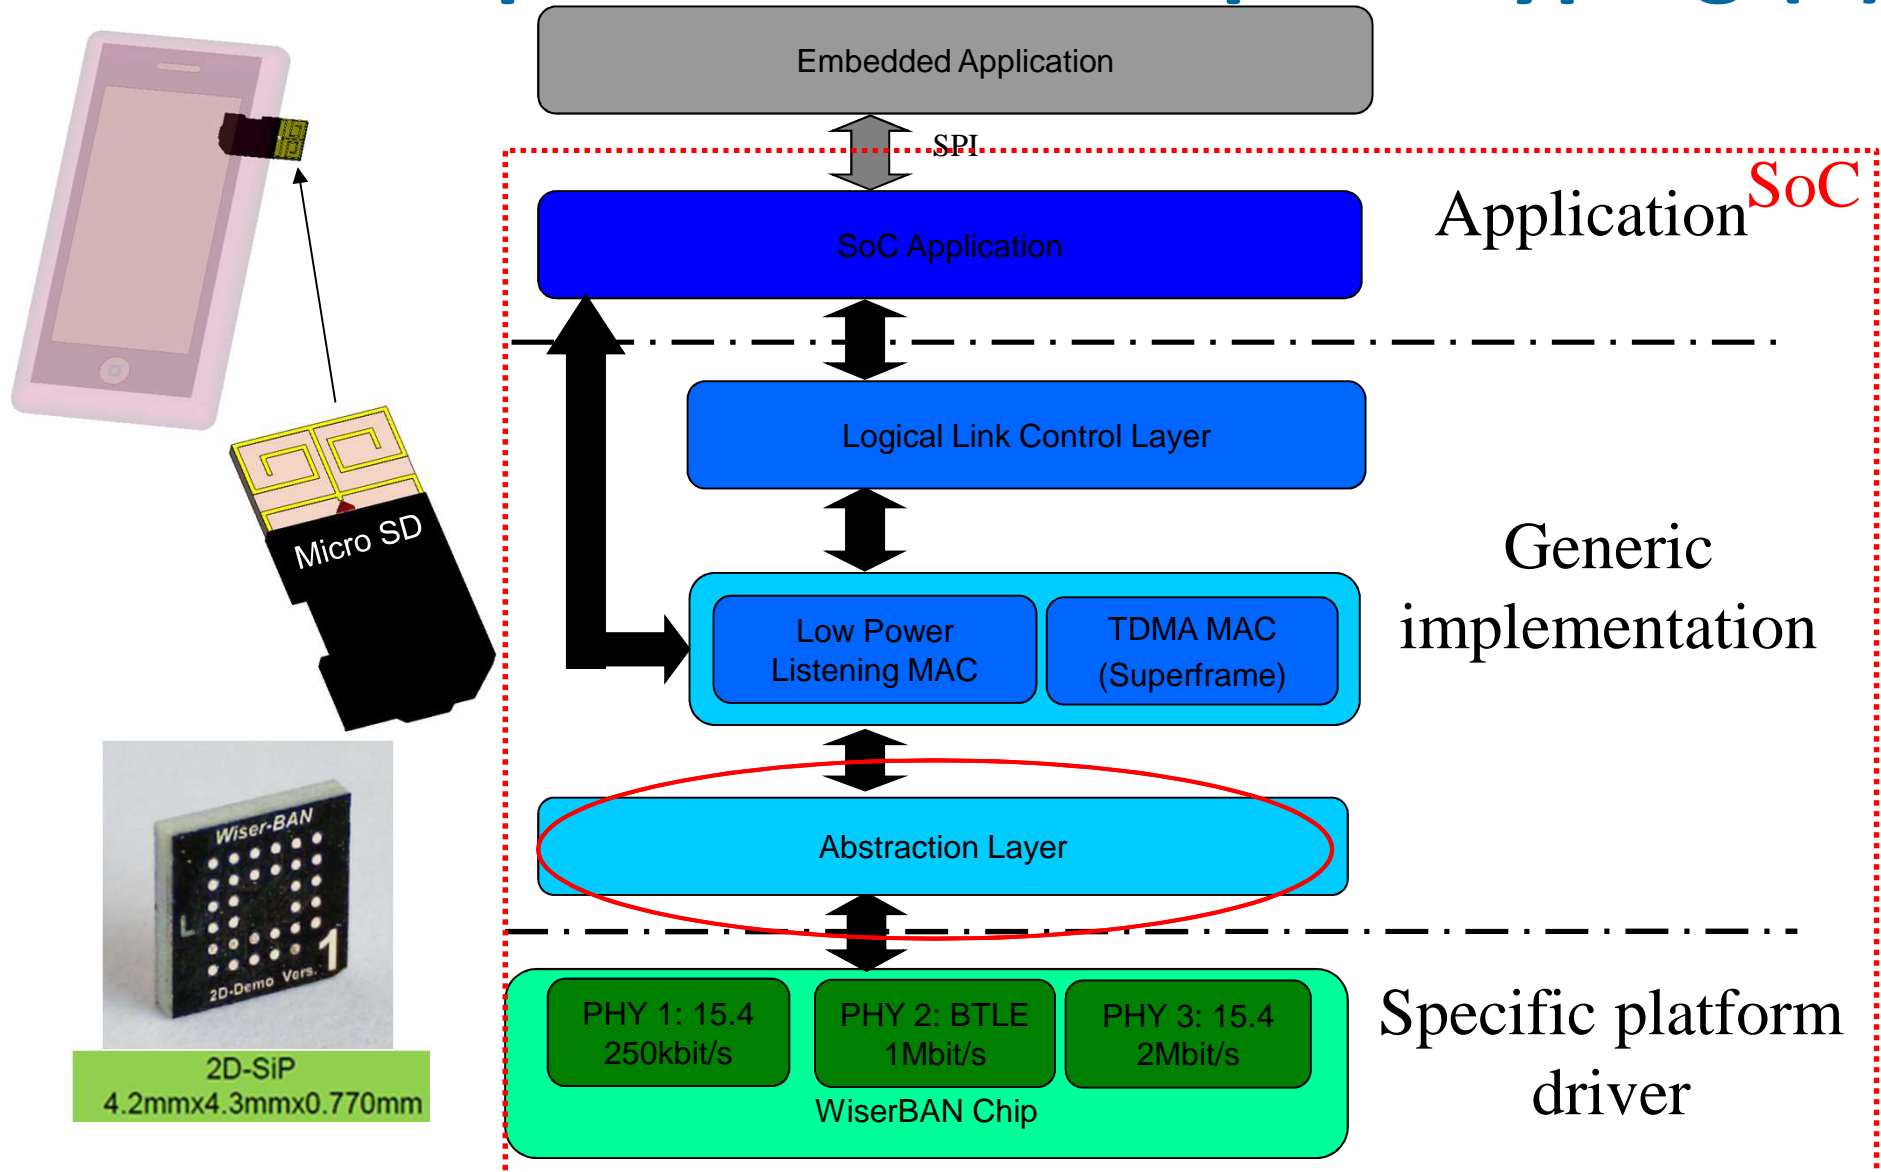 Embedded Application
SPI
SoC
Application
SoC Application
Logical Link Control Layer
Micro SD
Generic
implementation
Low Power
Listening MAC
TDMA MAC
(Superframe)
Abstraction Layer
Wiser-BAN
1
2D-Demo Vers.
2D-SiP
4.2mmx4.3mmx0.770mm
PHY 1: 15.4
250kbit/s
PHY 2: BTLE
1Mbit/s
PHY 3: 15.4
2Mbit/s
WiserBAN Chip
Specific platform
driver